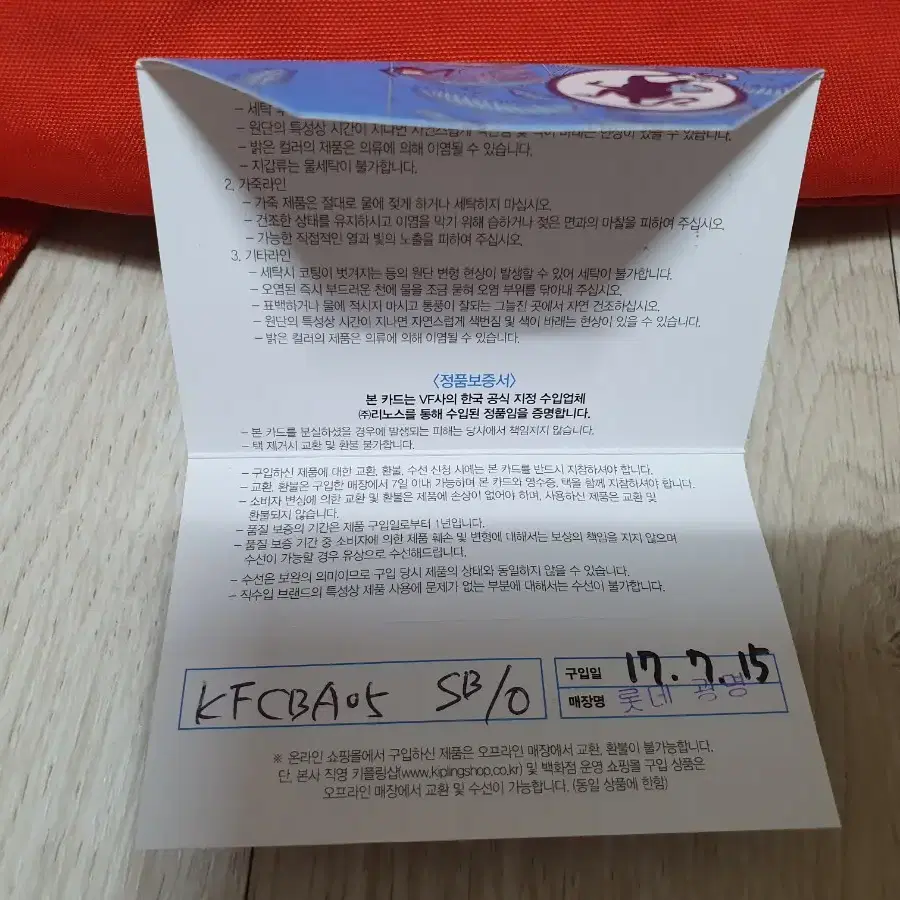 - 세탁
- 원단의 특성상 시간이 지나면 자연스럽게 색번짐 및 색이 바래는 현상이 있을 수 있습니다.
- 밝은 컬러의 제품은 의류에 의해 이염될 수 있습니다.
- 지갑류는 물세탁이 불가합니다.
2. 가죽라인
- 가죽 제품은 절대로 물에 젖게 하거나 세탁하지 마십시오.
- 건조한 상태를 유지하시고 이염을 막기 위해 습하거나 젖은 면과의 마찰을 피하여 주십시오.
- 가능한 직접적인 열과 빛의 노출을 피하여 주십시오.
3. 기타라인
- 세탁시 코팅이 벗겨지는 등의 원단 변형 현상이 발생할 수 있어 세탁이 불가합니다.
- 오염된 즉시 부드러운 천에 물을 조금 묻혀 오염 부위를 닦아내 주십시오.
- 표백하거나 물에 적시지 마시고 통풍이 잘되는 그늘진 곳에서 자연 건조하십시오.
- 원단의 특성상 시간이 지나면 자연스럽게 색번짐 및 색이 바래는 현상이 있을 수 있습니다.
- 밝은 컬러의 제품은 의류에 의해 이염될 수 있습니다.
〈정품보증서〉
본 카드는 VF사의 한국 공식 지정 수입업체
㈜리노스를 통해 수입된 정품임을 증명합니다.
- 본 카드를 분실하셨을 경우에 발생되는 피해는 당사에서 책임지지 않습니다.
- 택 제거시 교환 및 환불 불가합니다.
- 구입하신 제품에 대한 교환, 환불, 수선 신청 시에는 본 카드를 반드시 지참하셔야 합니다.
- 교환, 환불은 구입한 매장에서 7일 이내 가능하며 본 카드와 영수증, 택을 함께 지참하셔야 합니다.
- 소비자 변심에 의한 교환 및 환불은 제품에 손상이 없어야 하며, 사용하신 제품은 교환 및
환불되지 않습니다.
- 품질 보증의 기간은 제품 구입일로부터 1년입니다.
- 품질 보증 기간 중 소비자에 의한 제품 훼손 및 변형에 대해서는 보상의 책임을 지지 않으며
수선이 가능할 경우 유상으로 수선해드립니다.
- 수선은 보완의 의미이므로 구입 당시 제품의 상태와 동일하지 않을 수 있습니다.
- 직수입 브랜드의 특성상 제품 사용에 문제가 없는 부분에 대해서는 수선이 불가합니다.
KFCBA05 SB/O
구입일 17.7.15
매장명 롯데 광명
※ 온라인 쇼핑몰에서 구입하신 제품은 오프라인 매장에서 교환, 환불이 불가능합니다.
단, 본사 직영 키플링샵(www.kiplingshop.co.kr) 및 백화점 운영 쇼핑몰 구입 상품은
오프라인 매장에서 교환 및 수선이 가능합니다. (동일 상품에 한함)